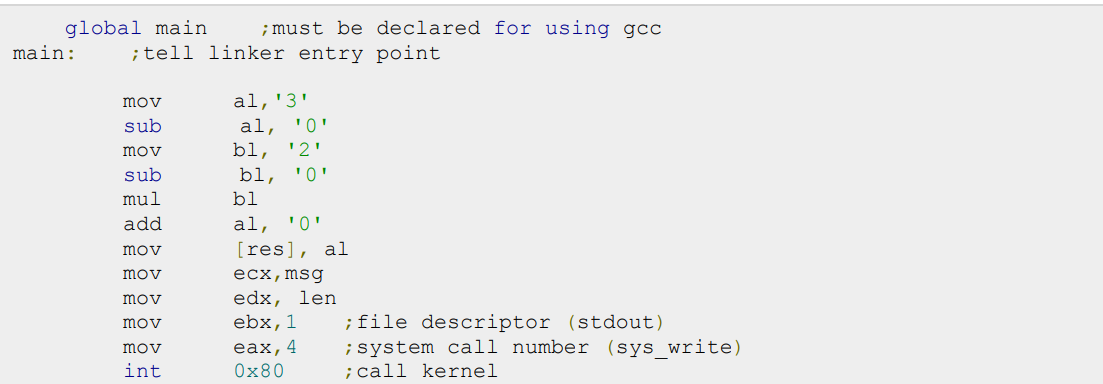 global main    ;must be declared for using gcc
main:    ;tell linker entry point
mov    al,'3'
sub    al, '0'
mov    bl, '2'
sub    bl, '0'
mul    bl
add    al, '0'
mov    [res], al
mov    ecx,msg
mov    edx, len
mov    ebx,1    ;file descriptor (stdout)
mov    eax,4    ;system call number (sys_write)
int    0x80    ;call kernel